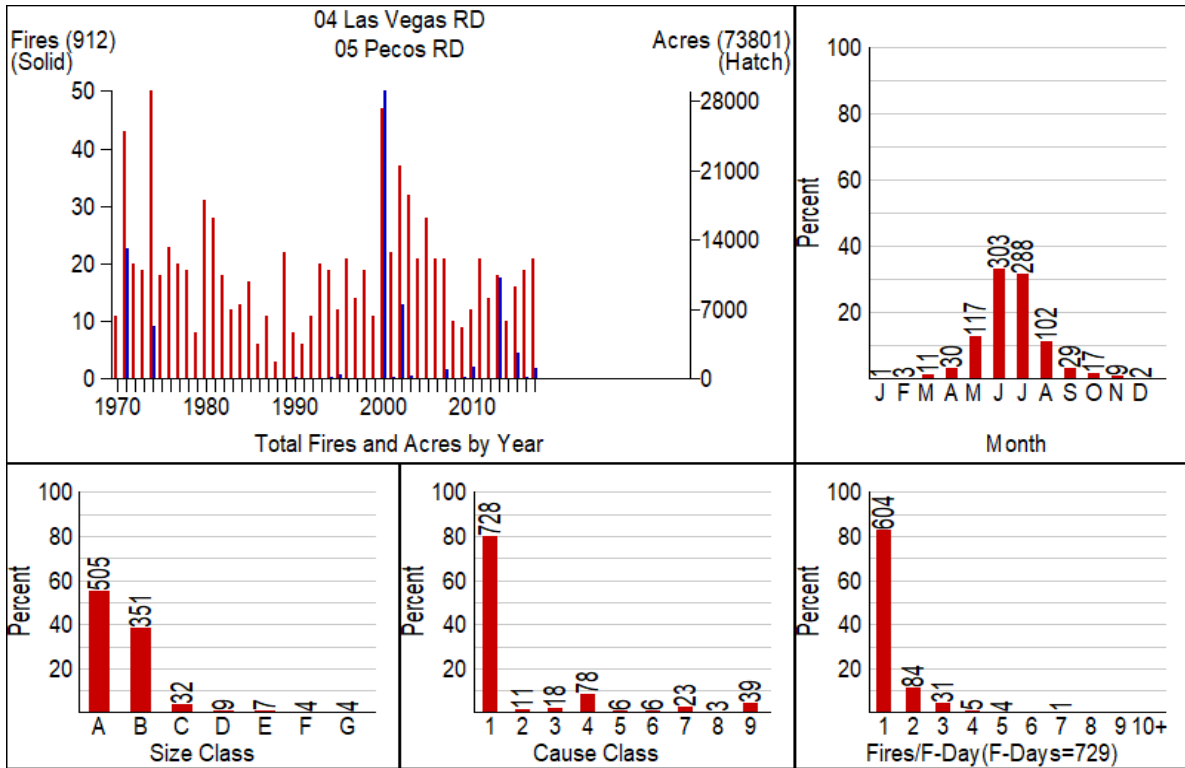 04 Las Vegas RD
05 Pecos RD
Fires (912)
(Solid)
Acres (73801)
(Hatch)
50
40
30
20
10
0
28000
21000
14000
7000
0
1970 1980 1990 2000 2010
Total Fires and Acres by Year
Percent
100
80
60
40
20
1 3 11 30 117 303 288 102 29 17 9 2
J F M A M J J A S O N D
Month
Percent
100
80
60
40
20
505 351 32 9 7 4 4
A B C D E F G
Size Class
Percent
100
80
60
40
20
728 11 18 78 6 6 23 3 39
1 2 3 4 5 6 7 8 9
Cause Class
Percent
100
80
60
40
20
604 84 31 5 4 1
1 2 3 4 5 6 7 8 9 10+
Fires/F-Day(F-Days=729)